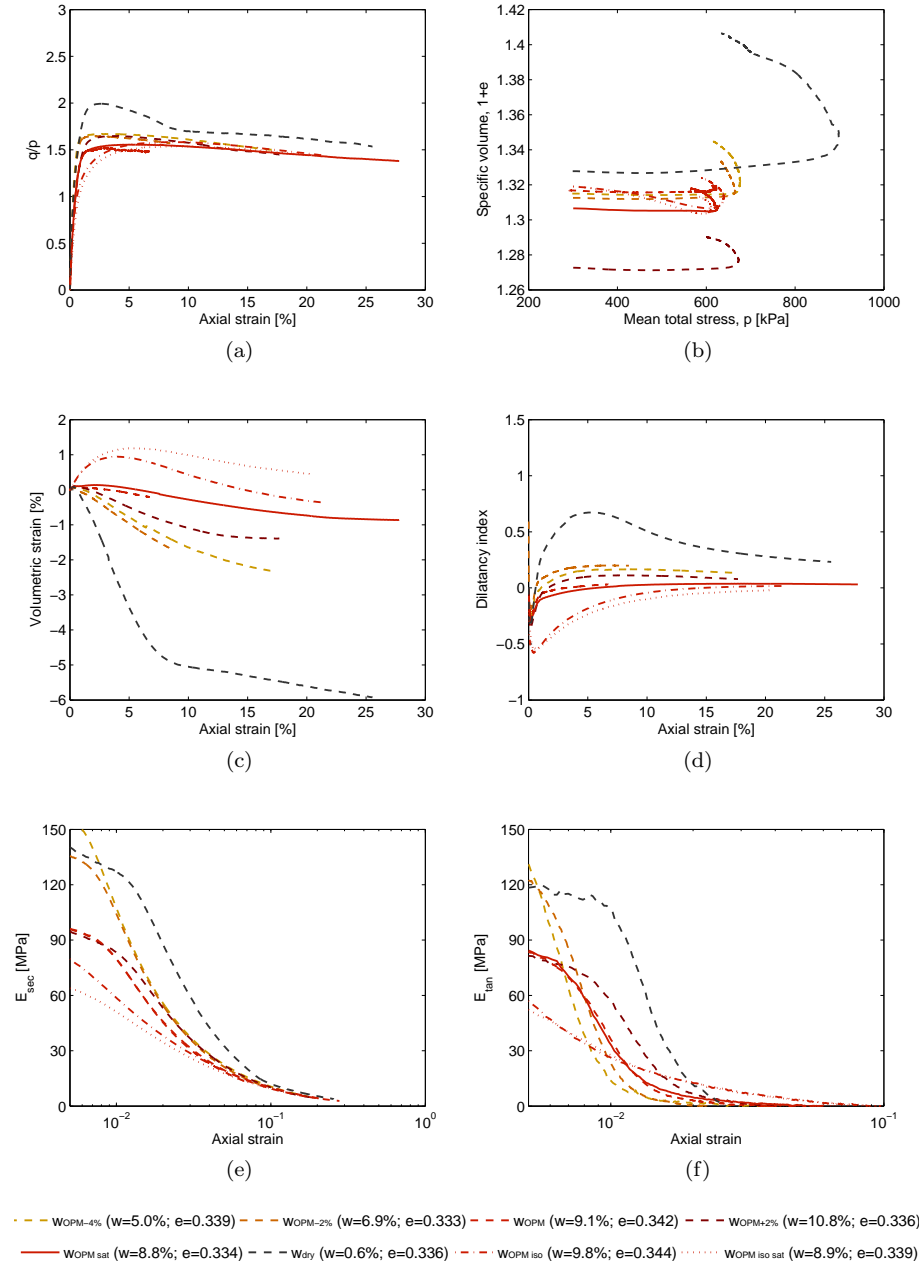 3
2.5
2
1.5
1
0.5
0
q/p
0 5 10 15 20 25 30
Axial strain [%]
(a)
1.42
1.4
1.38
1.36
1.34
1.32
1.3
1.28
1.26
Specific volume, 1+e
200 400 600 800 1000
Mean total stress, p [kPa]
(b)
2
1
0
−1
−2
−3
−4
−5
−6
Volumetric strain [%]
0 5 10 15 20 25 30
Axial strain [%]
(c)
1.5
1
0.5
0
−0.5
−1
Dilatancy index
0 5 10 15 20 25 30
Axial strain [%]
(d)
150
120
90
60
30
0
E_sec [MPa]
10^−2 10^−1 10^0
Axial strain
(e)
150
120
90
60
30
0
E_tan [MPa]
10^−2 10^−1
Axial strain
(f)
wOPM−4% (w=5.0%; e=0.339) wOPM−2% (w=6.9%; e=0.333) wOPM (w=9.1%; e=0.342) wOPM+2% (w=10.8%; e=0.336)
wOPM sat (w=8.8%; e=0.334) wdry (w=0.6%; e=0.336) wOPM iso (w=9.8%; e=0.344) wOPM iso sat (w=8.9%; e=0.339)